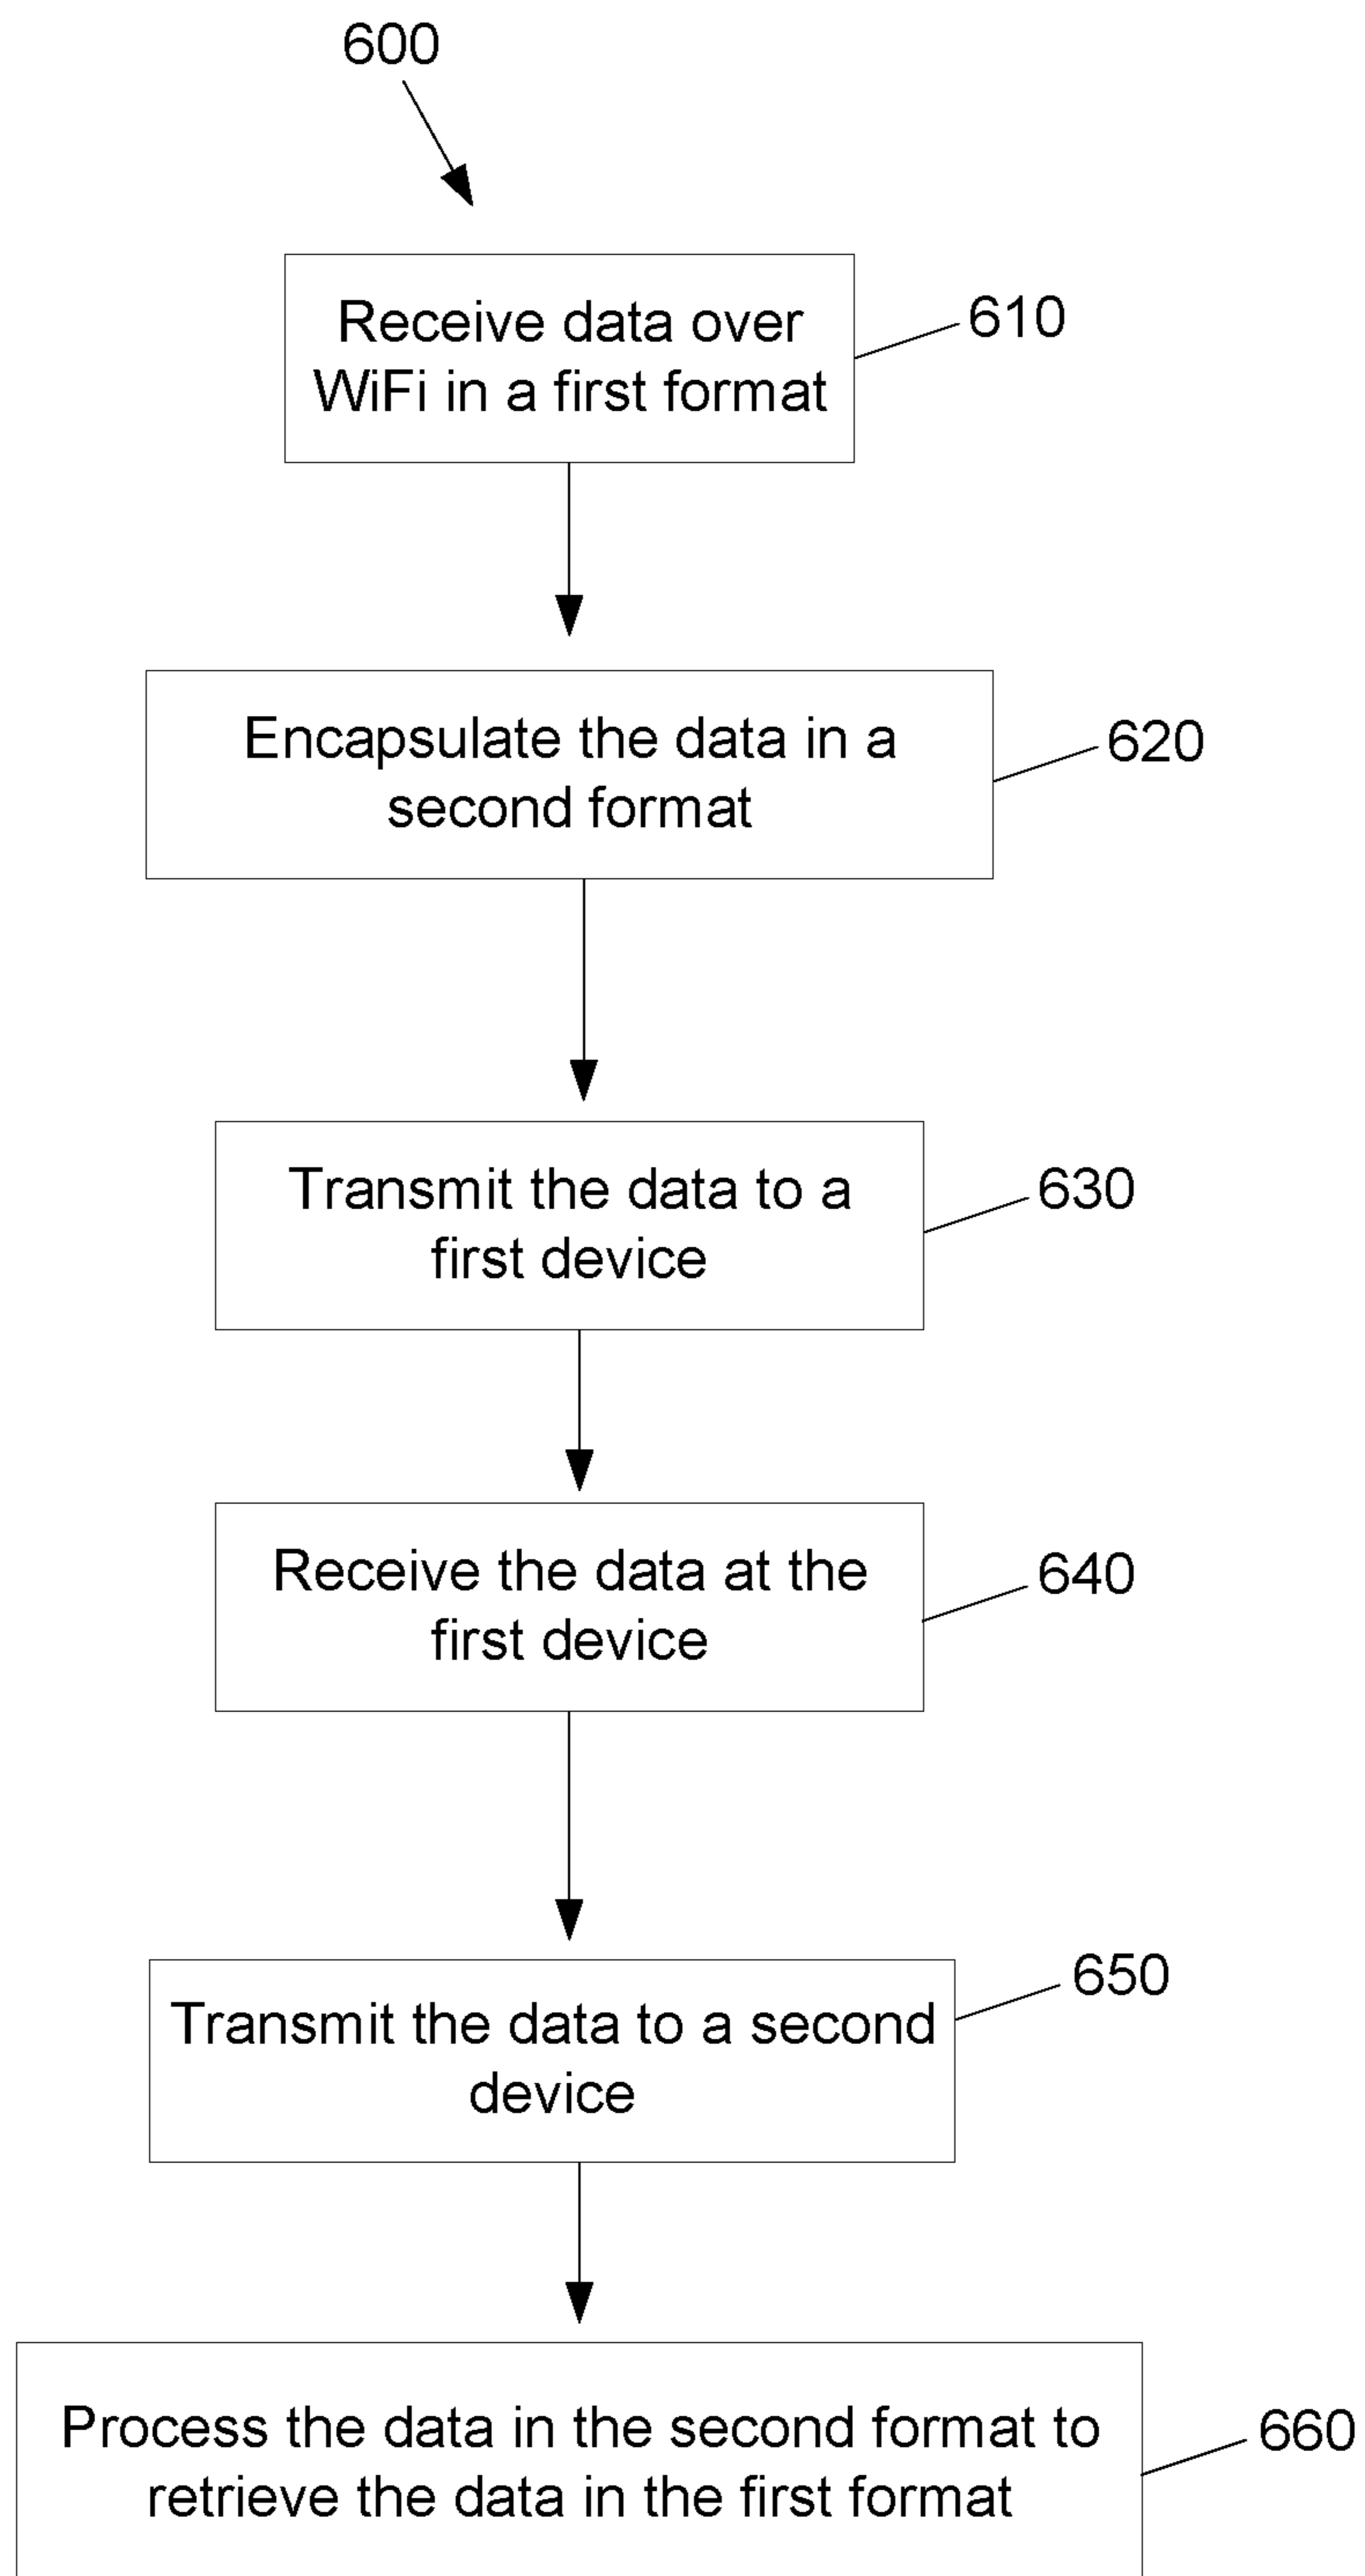 600
Receive data over
WiFi in a first format
610
Encapsulate the data in a
second format
620
Transmit the data to a
first device
630
Receive the data at the
first device
640
Transmit the data to a second
device
650
Process the data in the second format to
retrieve the data in the first format
660